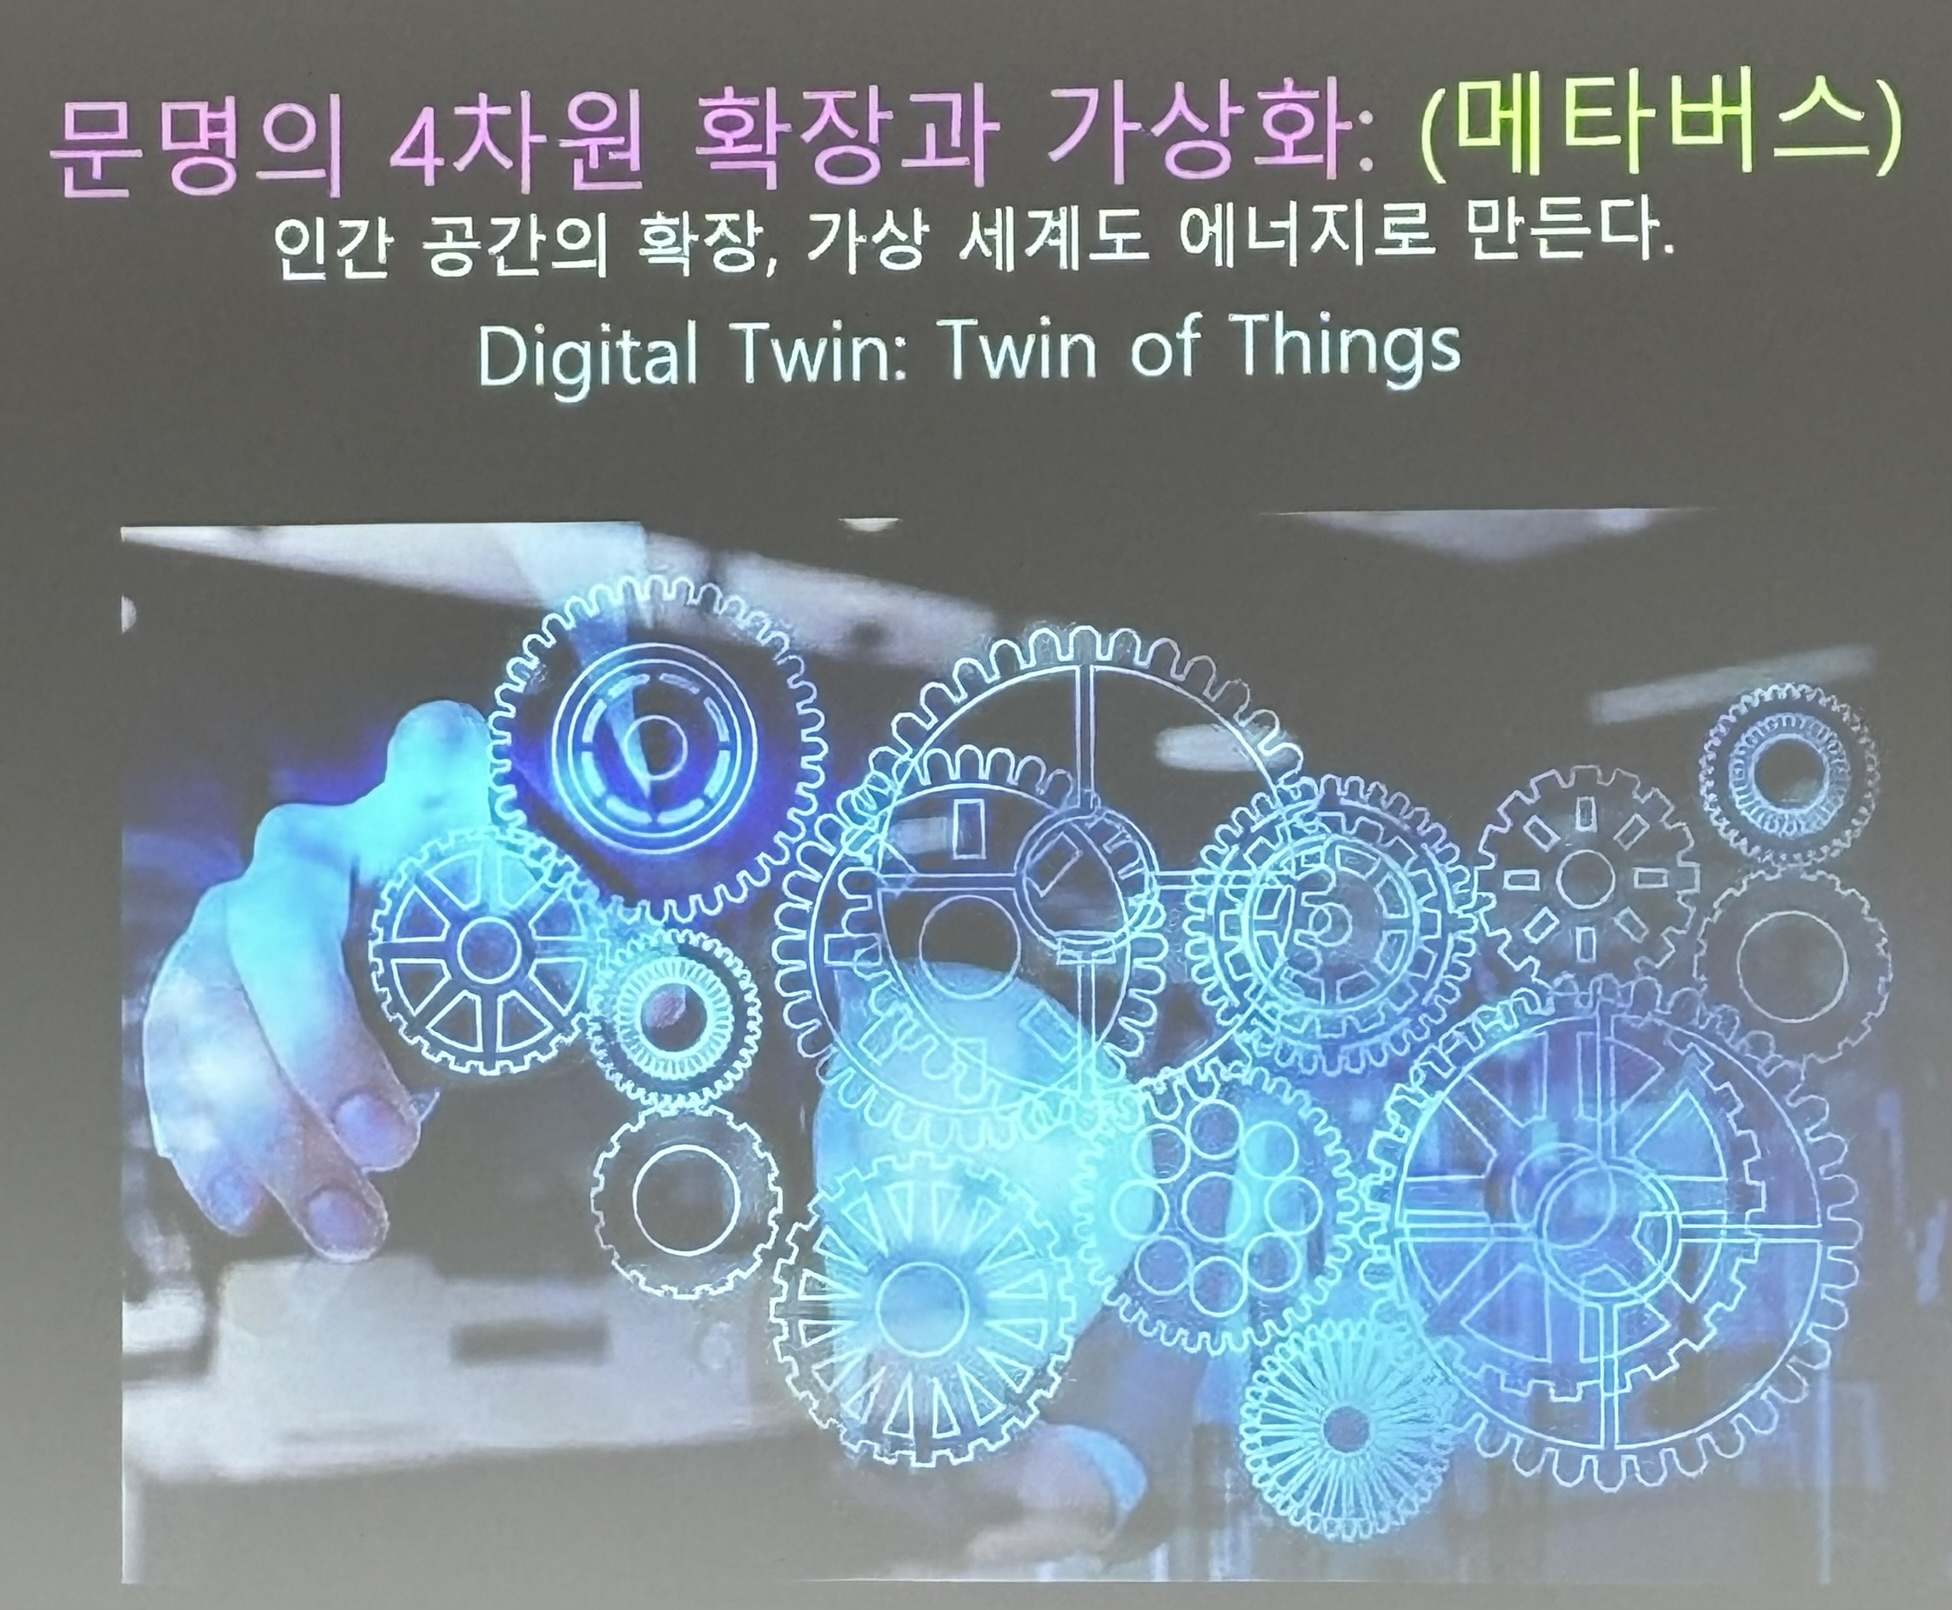 문명의 4차원 확장과 가상화: (메타버스)
인간 공간의 확장, 가상 세계도 에너지로 만든다.
Digital Twin: Twin of Things